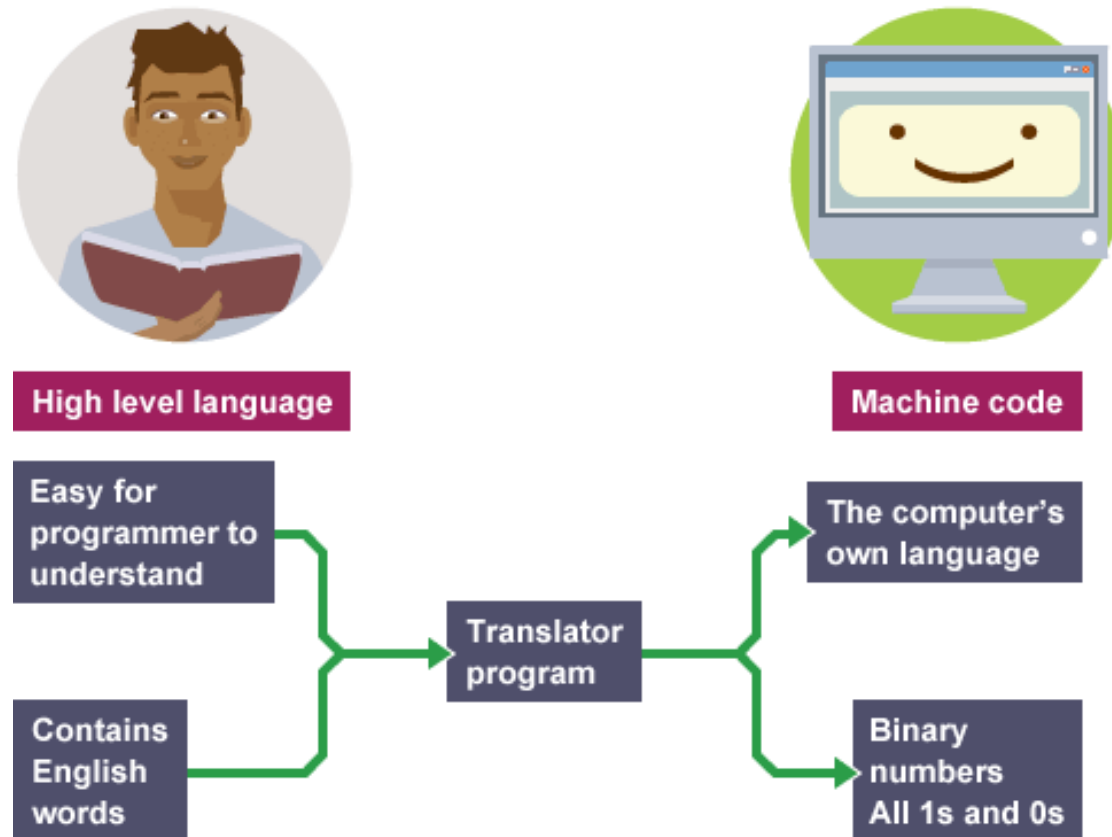 High level language
Machine code
Easy for
programmer to
understand
The computer’s
own language
Translator
program
Contains
English
words
Binary
numbers
All 1s and 0s